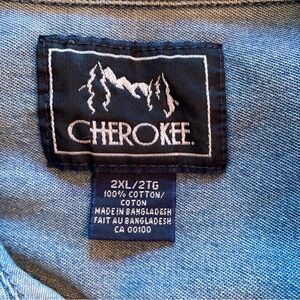 CHEROKEE.
2XL/2TG
100% COTTON/
COTON
MADE IN BANGLADESH
FAIT AU BANGLADESH
CA 00100